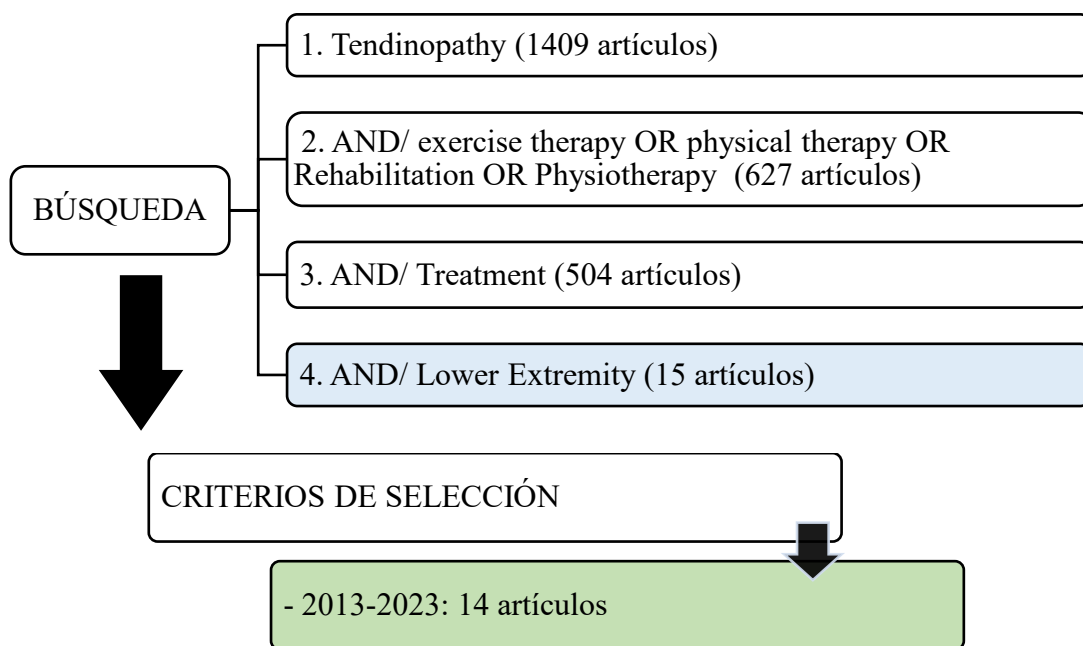 1. Tendinopathy (1409 artículos)
2. AND/ exercise therapy OR physical therapy OR
Rehabilitation OR Physiotherapy (627 artículos)
BÚSQUEDA
3. AND/ Treatment (504 artículos)
4. AND/ Lower Extremity (15 artículos)
CRITERIOS DE SELECCIÓN
- 2013-2023: 14 artículos